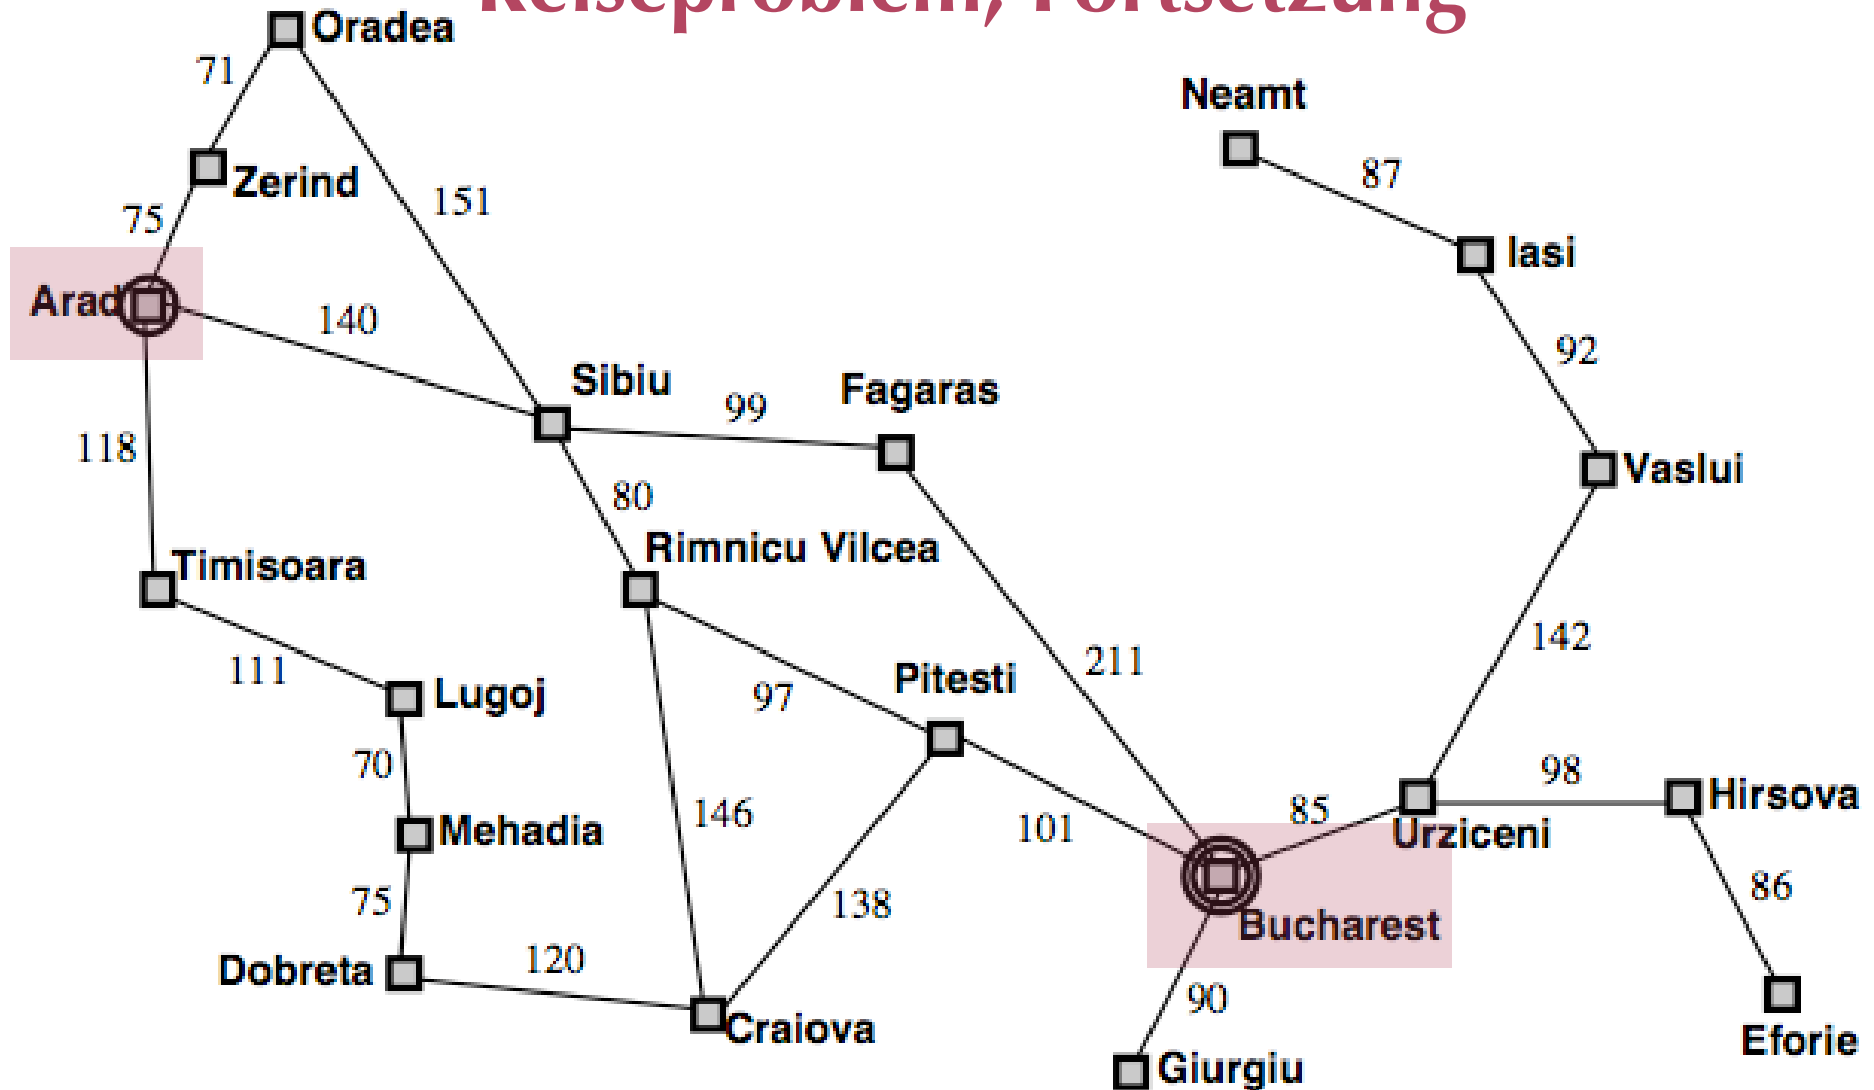 Reiseproblem, Fortsetzung
Oradea
71
Neamt
87
Zerind
151
75
Iasi
Arad
140
92
Sibiu
Fagaras
99
118
Vaslui
80
Rimnicu Vilcea
Timisoara
142
211
111
Pitesti
97
Lugoj
70
98
Hirsova
146
85
101
Mehadia
Urziceni
86
75
138
Bucharest
120
Dobreta
90
Craiova
Eforie
Giurgiu